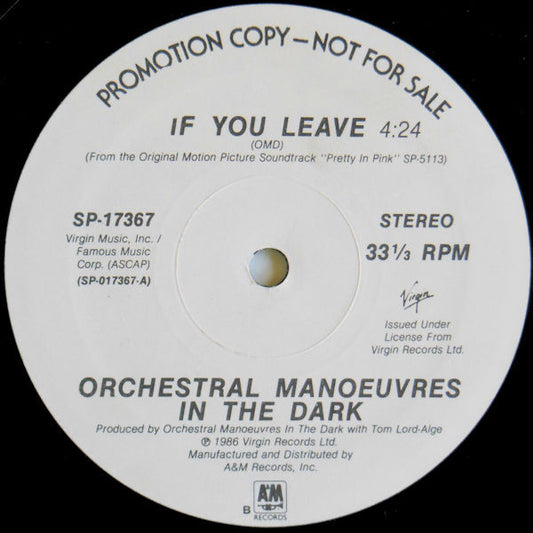 PROMOTION COPY — NOT FOR SALE
IF YOU LEAVE 4:24
(OMD)
(From the Original Motion Picture Soundtrack "Pretty In Pink" SP-5113)
SP-17367
Virgin Music, Inc. /
Famous Music
Corp. (ASCAP)
(SP-017367-A)
STEREO
33 1/3 RPM
Virgin
Issued Under
License From
Virgin Records Ltd.
ORCHESTRAL MANOEUVRES
IN THE DARK
Produced by Orchestral Manoeuvres In The Dark with Tom Lord-Alge
℗ 1986 Virgin Records Ltd.
Manufactured and Distributed by
A&M Records, Inc.
B
A&M
RECORDS